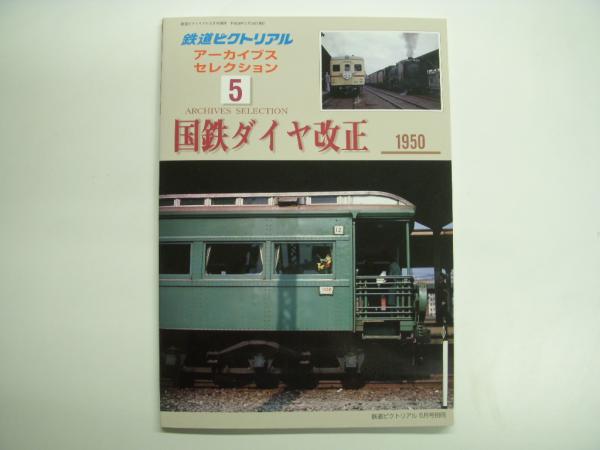 鉄道ピクトリアル
アーカイブス
セレクション
5
ARCHIVES SELECTION
国鉄ダイヤ改正
1950
12
鉄道ピクトリアル 6月号別冊